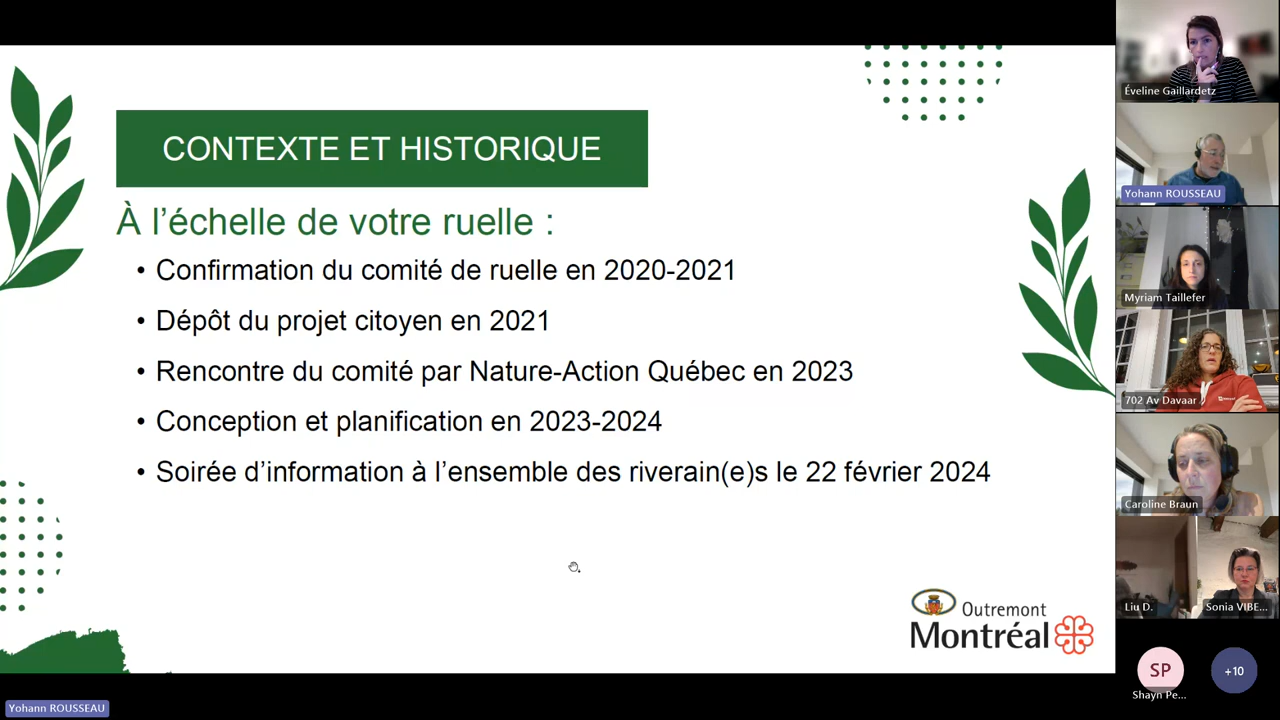 CONTEXTE ET HISTORIQUE
À l’échelle de votre ruelle :
• Confirmation du comité de ruelle en 2020-2021
• Dépôt du projet citoyen en 2021
• Rencontre du comité par Nature-Action Québec en 2023
• Conception et planification en 2023-2024
• Soirée d’information à l’ensemble des riverain(e)s le 22 février 2024
Outremont
Montréal
Yohann ROUSSEAU
Éveline Gaillardetz
Yohann ROUSSEAU
Myriam Taillefer
702 Av Davaar
Caroline Braun
Liu D.
Sonia VIBE...
SP
Shayn Pe...
+10